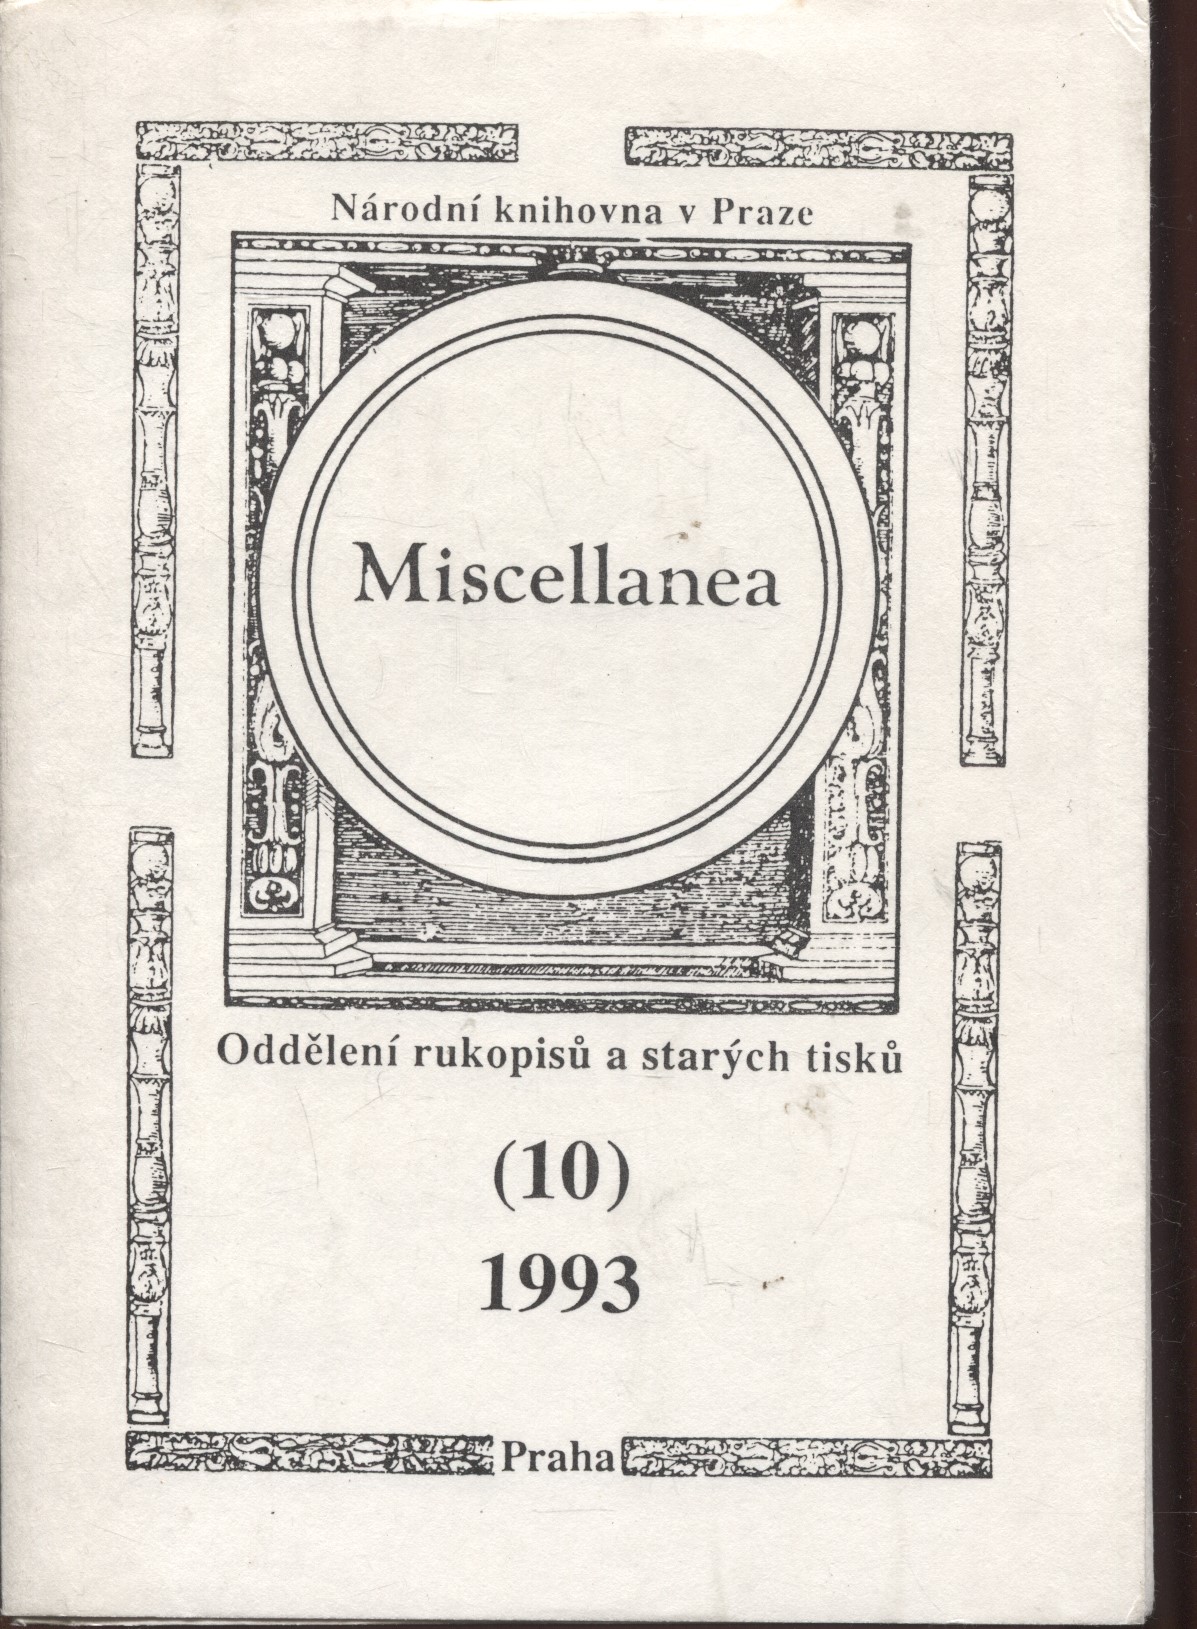 Národní knihovna v Praze
Miscellanea
Oddělení rukopisů a starých tisků
(10)
1993
Praha